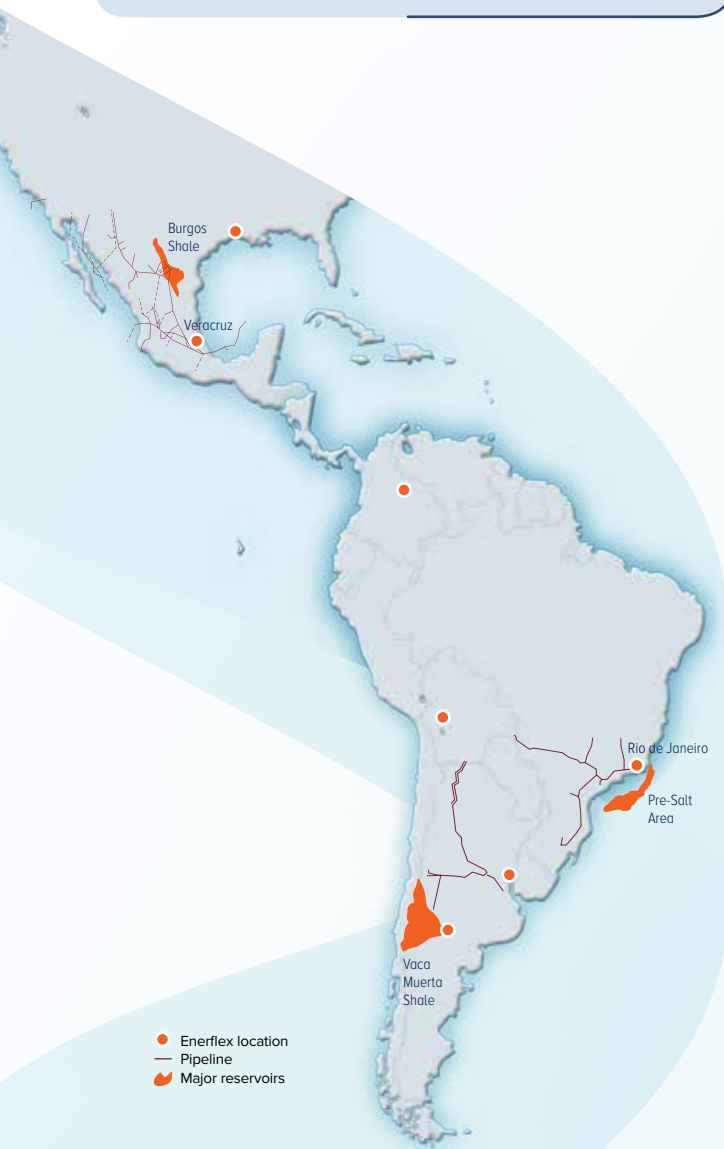 Burgos
Shale
Veracruz
Rio de Janeiro
Pre-Salt
Area
Vaca
Muerta
Shale
Enerflex location
Pipeline
Major reservoirs